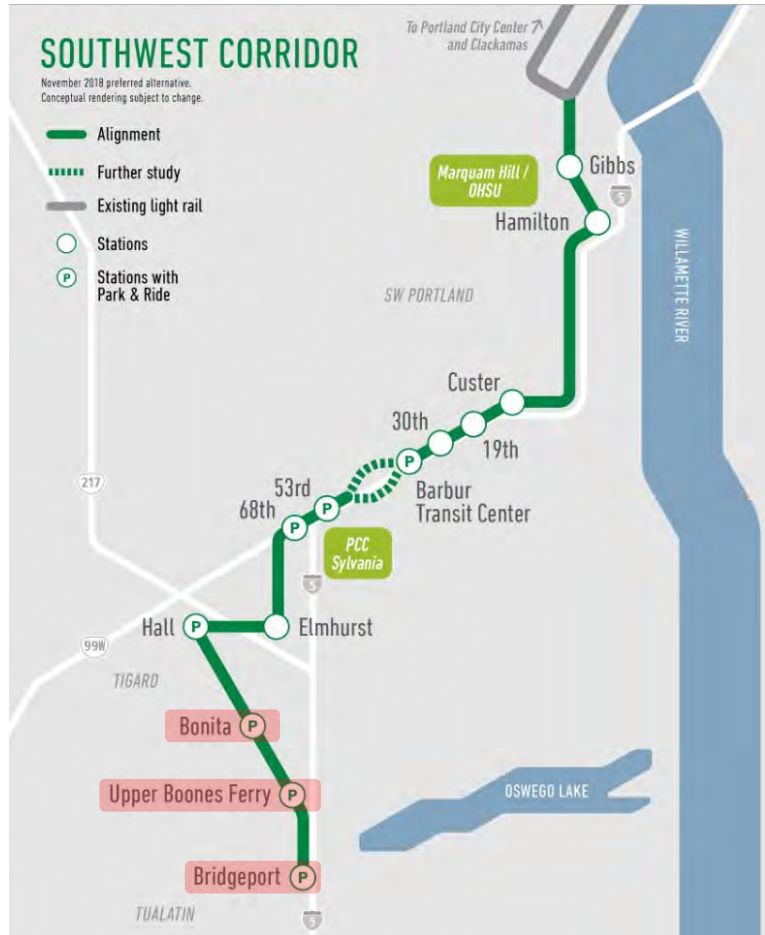 SOUTHWEST CORRIDOR
November 2018 preferred alternative.
Conceptual rendering subject to change.
Alignment
Further study
Existing light rail
Stations
P
Stations with
Park & Ride
To Portland City Center
and Clackamas
Marquam Hill /
OHSU
Gibbs
5
Hamilton
WILLAMETTE RIVER
SW PORTLAND
Custer
30th
19th
P
Barbur
Transit Center
217
53rd
P
68th
P
PCC
Sylvania
5
Hall
P
Elmhurst
99W
TIGARD
Bonita
P
Upper Boones Ferry
P
OSWEGO LAKE
Bridgeport
P
TUALATIN
5